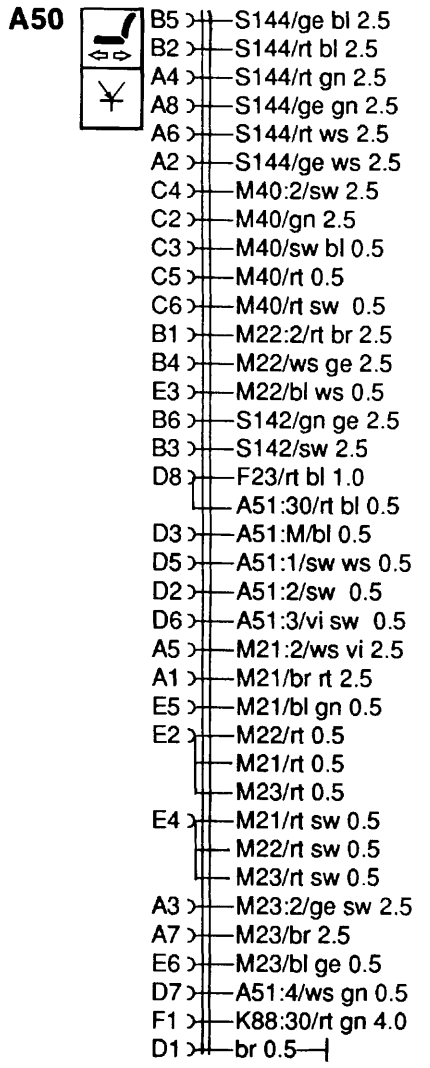 A50 B5 S144/ge bl 2.5
B2 S144/rt bl 2.5
A4 S144/rt gn 2.5
A8 S144/ge gn 2.5
A6 S144/rt ws 2.5
A2 S144/ge ws 2.5
C4 M40:2/sw 2.5
C2 M40/gn 2.5
C3 M40/sw bl 0.5
C5 M40/rt 0.5
C6 M40/rt sw 0.5
B1 M22:2/rt br 2.5
B4 M22/ws ge 2.5
E3 M22/bl ws 0.5
B6 S142/gn ge 2.5
B3 S142/sw 2.5
D8 F23/rt bl 1.0
A51:30/rt bl 0.5
D3 A51:M/bl 0.5
D5 A51:1/sw ws 0.5
D2 A51:2/sw 0.5
D6 A51:3/vi sw 0.5
A5 M21:2/ws vi 2.5
A1 M21/br rt 2.5
E5 M21/bl gn 0.5
E2 M22/rt 0.5
M21/rt 0.5
M23/rt 0.5
E4 M21/rt sw 0.5
M22/rt sw 0.5
M23/rt sw 0.5
A3 M23:2/ge sw 2.5
A7 M23/br 2.5
E6 M23/bl ge 0.5
D7 A51:4/ws gn 0.5
F1 K88:30/rt gn 4.0
D1 br 0.5